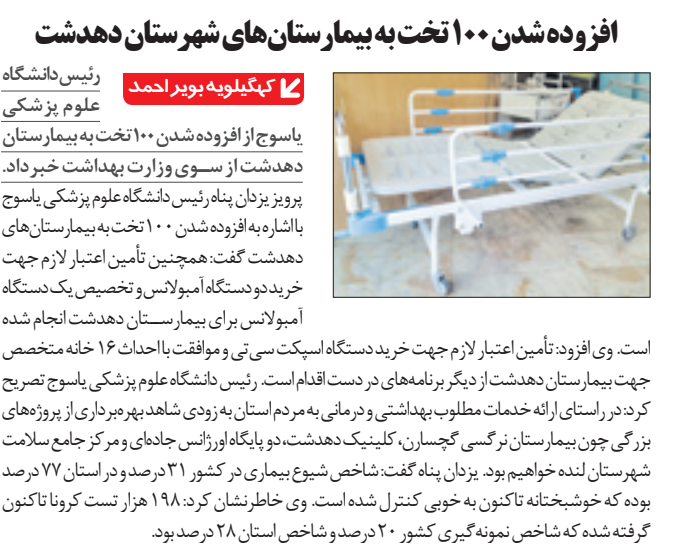 افزوده شدن ۱۰۰ تخت به بیمارستان‌های شهرستان دهدشت
کهگیلویه بویر احمد
رئیس دانشگاه
علوم پزشکی
یاسوج از افزوده شدن ۱۰۰ تخت به بیمارستان
دهدشت از سوی وزارت بهداشت خبر داد.
پرویز یزدان پناه رئیس دانشگاه علوم پزشکی یاسوج
با اشاره به افزوده شدن ۱۰۰ تخت به بیمارستان‌های
دهدشت گفت: همچنین تأمین اعتبار لازم جهت
خرید دو دستگاه آمبولانس و تخصیص یک دستگاه
آمبولانس برای بیمارستان دهدشت انجام شده
است. وی افزود: تأمین اعتبار لازم جهت خرید دستگاه اسپکت سی تی و موافقت با احداث ۱۶ خانه متخصص
جهت بیمارستان دهدشت از دیگر برنامه‌های در دست اقدام است. رئیس دانشگاه علوم پزشکی یاسوج تصریح
کرد: در راستای ارائه خدمات مطلوب بهداشتی و درمانی به مردم استان به زودی شاهد بهره‌برداری از پروژه‌های
بزرگی چون بیمارستان نرگسی گچسارن، کلینیک دهدشت، دو پایگاه اورژانس جاده‌ای و مرکز جامع سلامت
شهرستان لنده خواهیم بود. یزدان پناه گفت: شاخص شیوع بیماری در کشور ۳۱ درصد و در استان ۷۷ درصد
بوده که خوشبختانه تاکنون به خوبی کنترل شده است. وی خاطرنشان کرد: ۱۹۸ هزار تست کرونا تاکنون
گرفته شده که شاخص نمونه گیری کشور ۲۰ درصد و شاخص استان ۲۸ درصد بود.